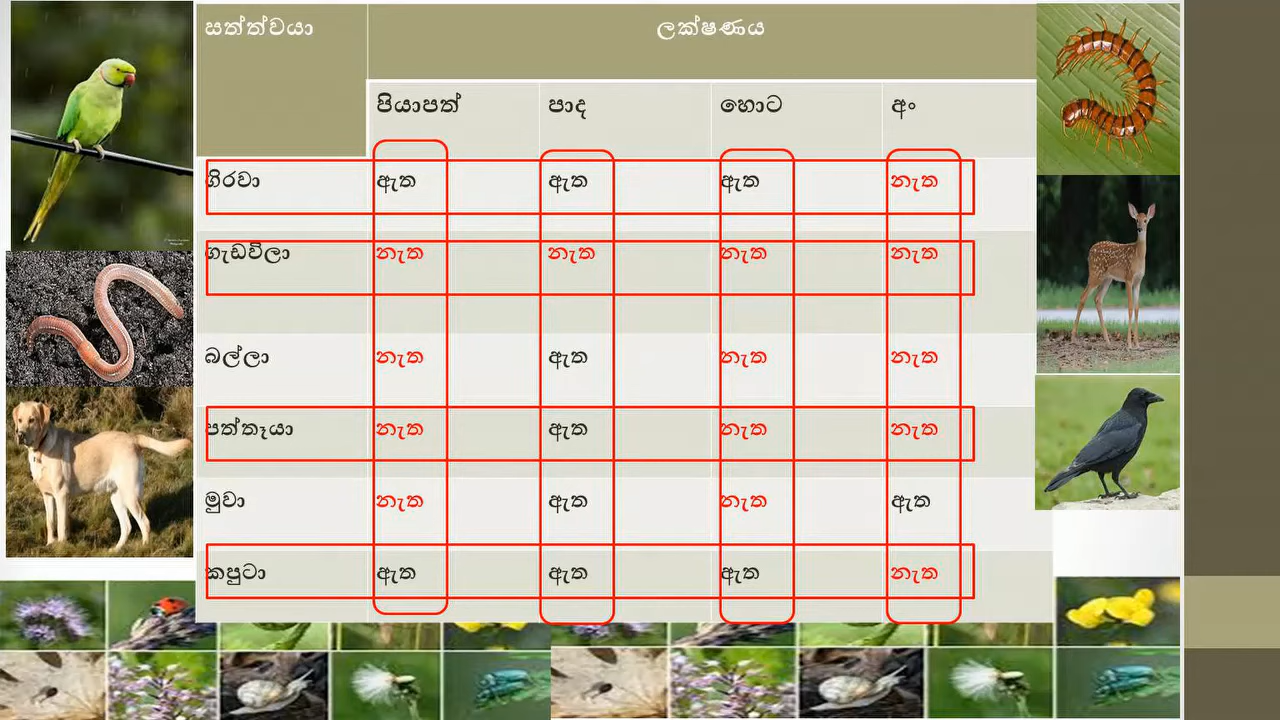 සත්ත්වයා ලක්ෂණය
පියාපත් පාද හොට අං
ගිරවා ඇත ඇත ඇත නැත
ගැඩවිලා නැත නැත නැත නැත
බල්ලා නැත ඇත නැත නැත
පත්තෑයා නැත ඇත නැත නැත
මුවා නැත ඇත නැත ඇත
කපුටා ඇත ඇත ඇත නැත